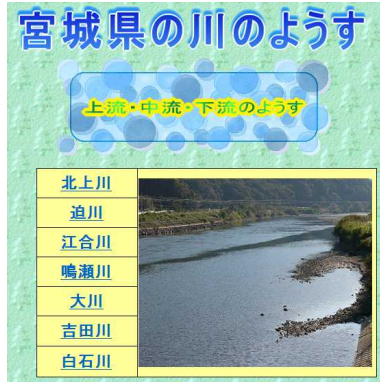 宮城県の川のようす
上流・中流・下流のようす
北上川
迫川
江合川
鳴瀬川
大川
吉田川
白石川